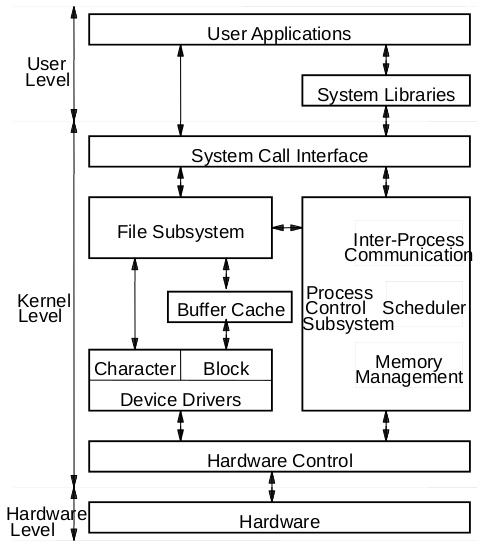 User Applications
User
Level
System Libraries
System Call Interface
File Subsystem
Inter-Process
Communication
Kernel
Level
Buffer Cache
Process
Control
Subsystem
Scheduler
Character
Block
Device Drivers
Memory
Management
Hardware Control
Hardware
Level
Hardware